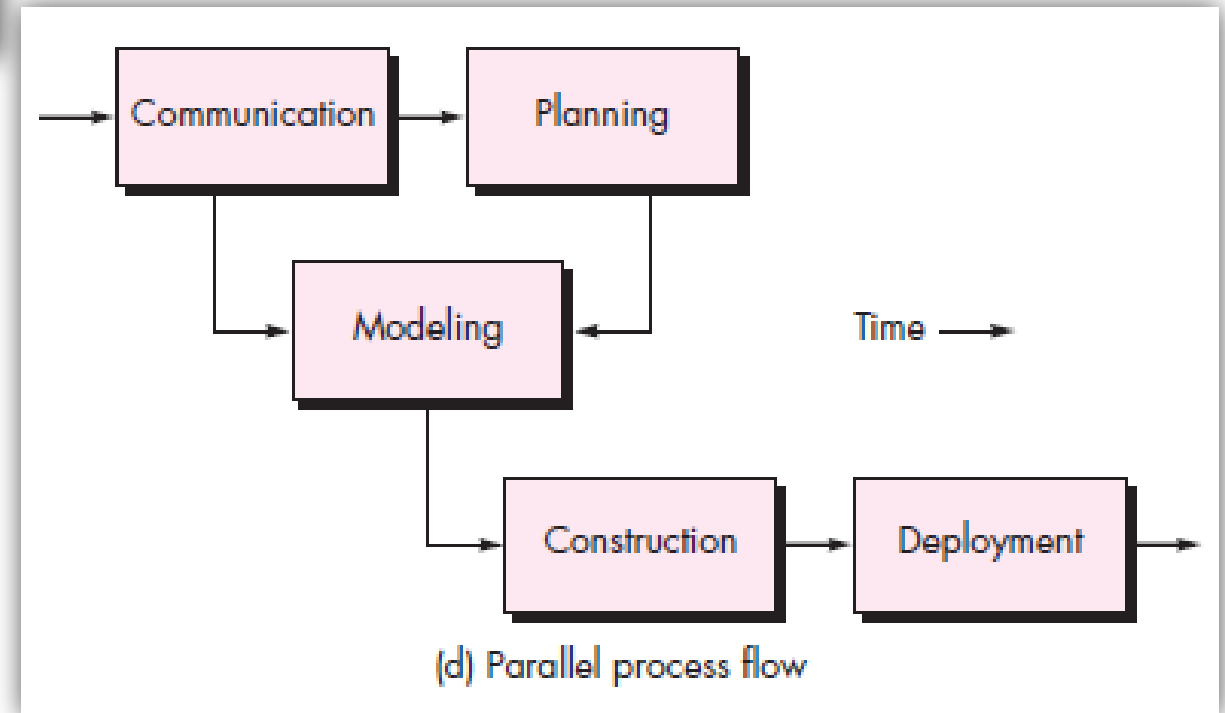 Communication
Planning
Modeling
Time
Construction
Deployment
(d) Parallel process flow